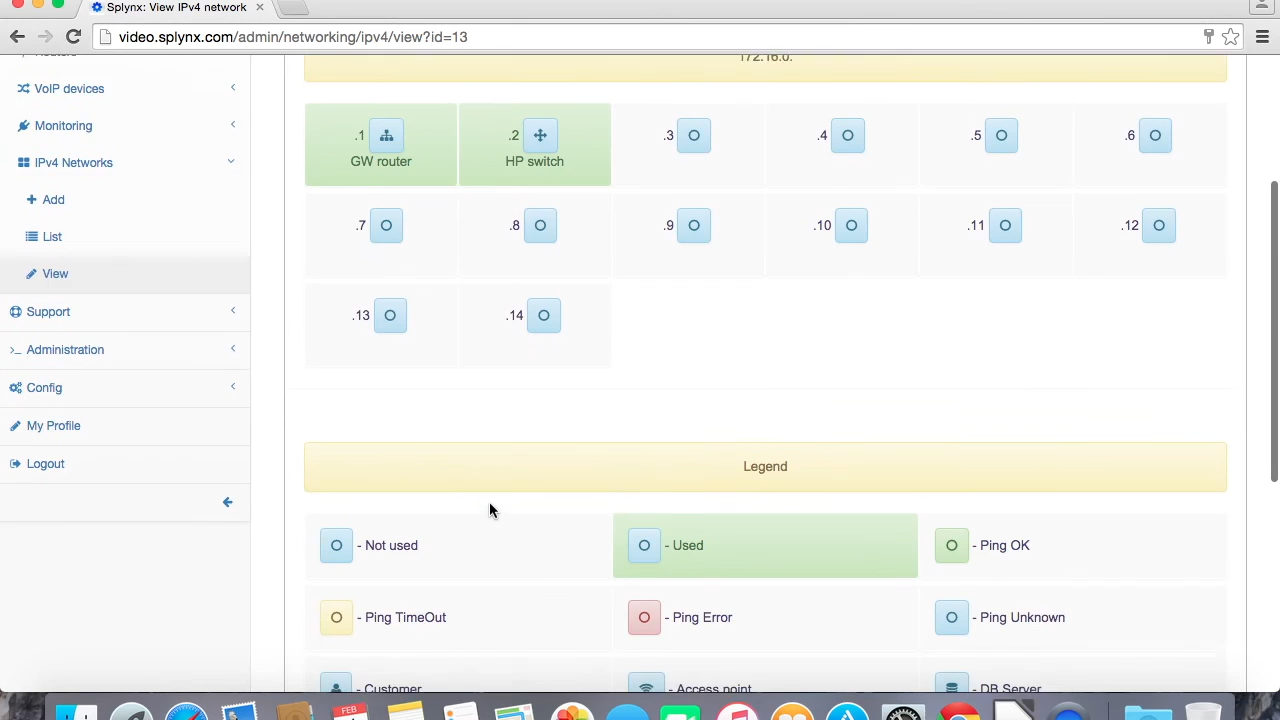 Splynx: View IPv4 network
video.splynx.com/admin/networking/ipv4/view?id=13
172.16.0.
VoIP devices
Monitoring
IPv4 Networks
Add
List
View
Support
Administration
Config
My Profile
Logout
.1
GW router
.2
HP switch
.3
.4
.5
.6
.7
.8
.9
.10
.11
.12
.13
.14
Legend
- Not used
- Used
- Ping OK
- Ping TimeOut
- Ping Error
- Ping Unknown
- Customer
- Access point
- DB Server
FEB